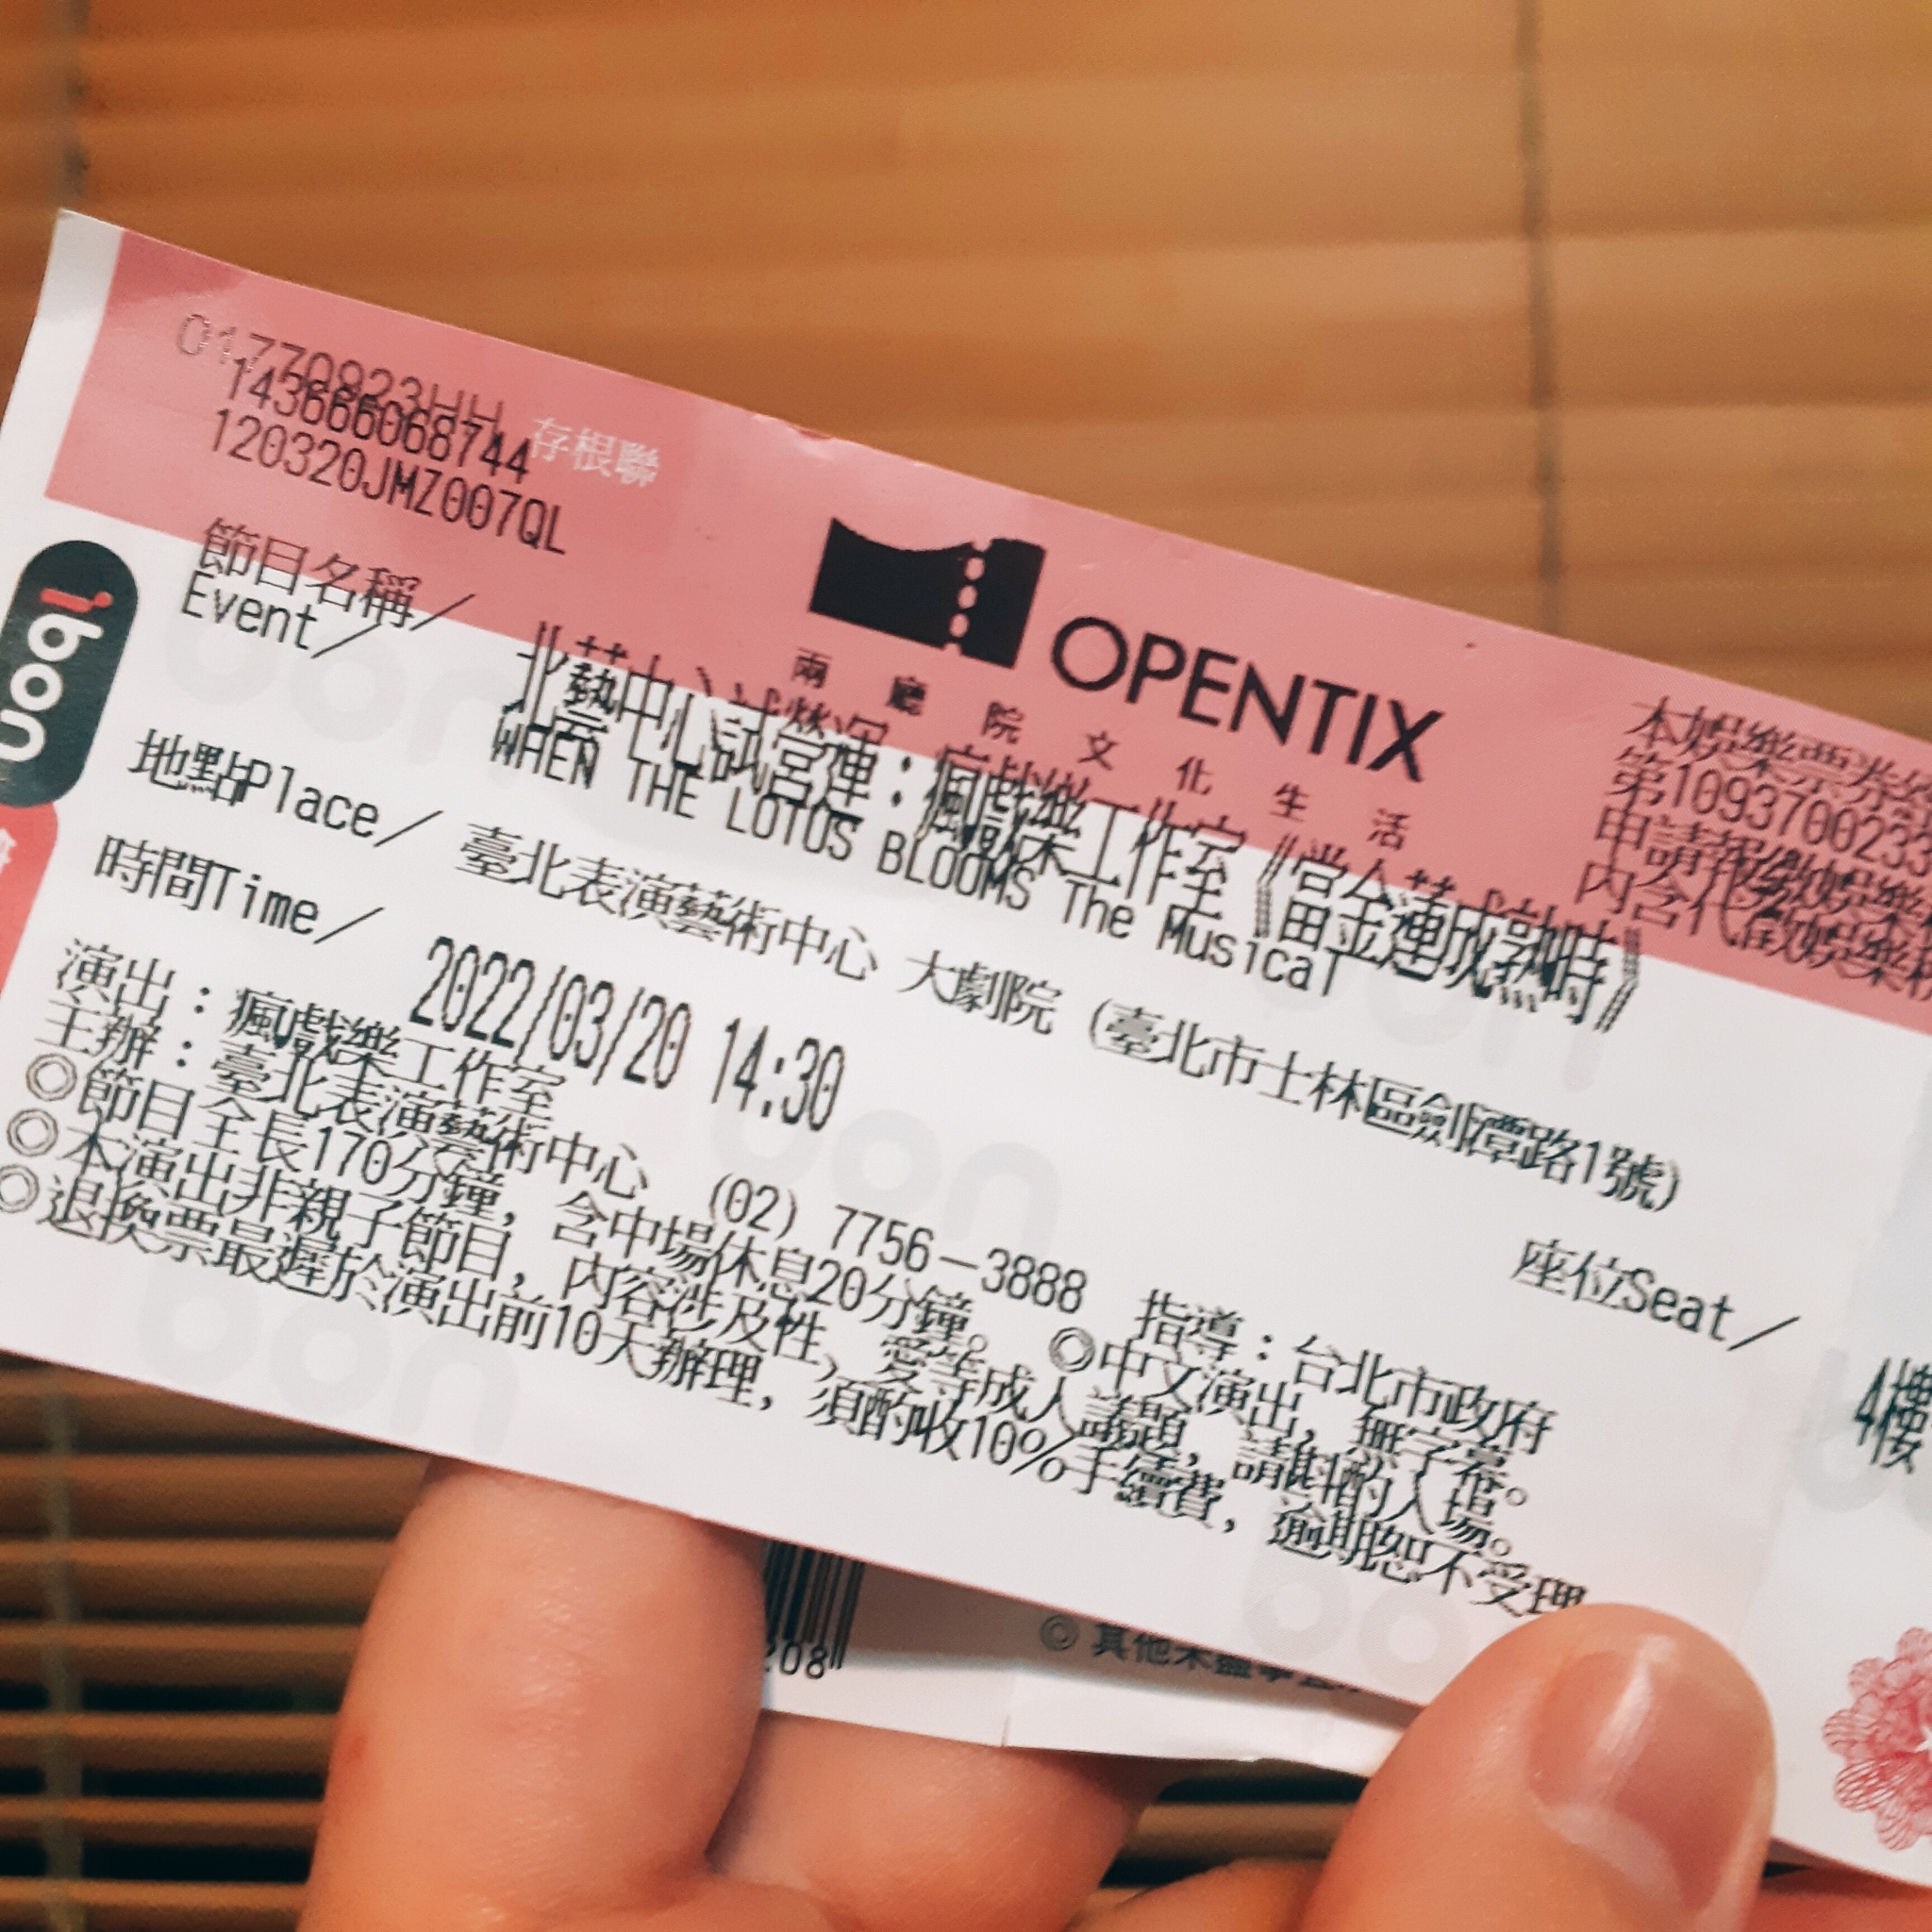 01770823HH
143666068744
120320JMZ007QL
存根聯
OPENTIX
兩廳院文化生活
本娛樂票券
第1093700233
申請報繳娛樂
內含代徵娛樂稅
ibon
節目名稱／
Event／
北藝中心試營運：瘋戲樂工作室《當金蓮成熟時》
WHEN THE LOTUS BLOOMS The Musical
地點Place／ 臺北表演藝術中心 大劇院（臺北市士林區劍潭路1號）
時間Time／ 2022/03/20 14:30
座位Seat／
4樓
演出：瘋戲樂工作室
主辦：臺北表演藝術中心 (02) 7756-3888 指導：台北市政府
◎節目全長170分鐘，含中場休息20分鐘。 ◎中文演出，無字幕。
◎本演出非親子節目，內容涉及性、愛等成人議題，請斟酌入場。
◎退換票最遲於演出前10天辦理，須酌收10%手續費，逾期恕不受理
208
◎ 其他未盡事宜